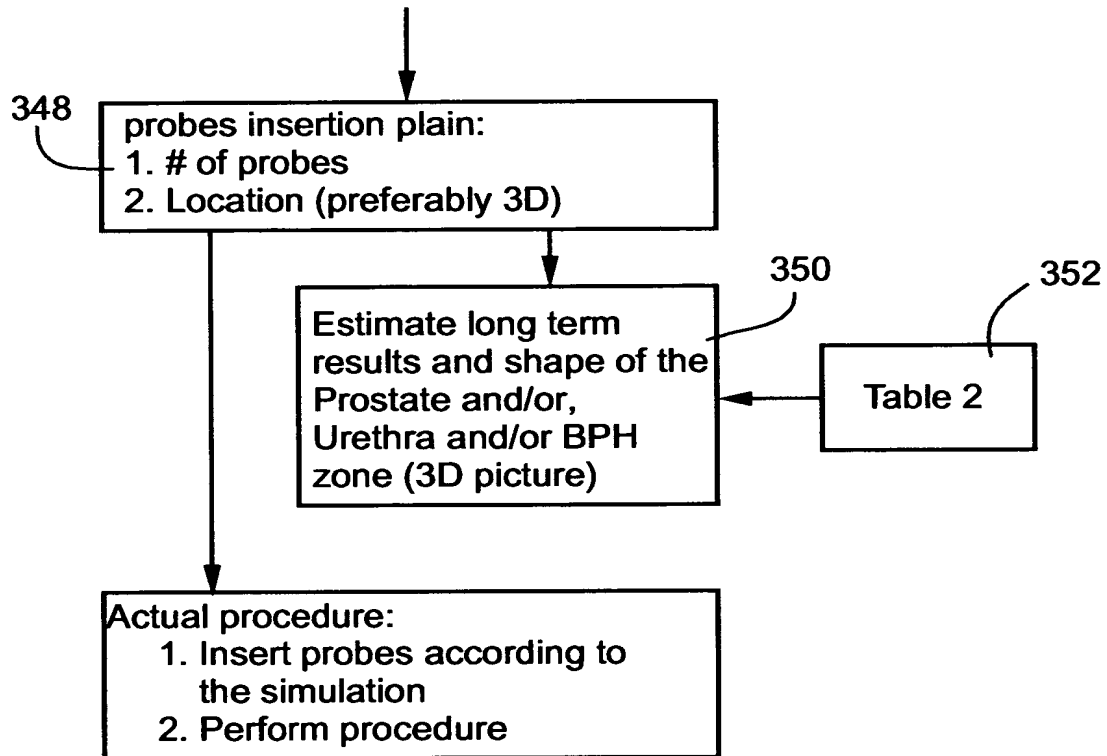 348
probes insertion plain:
1. # of probes
2. Location (preferably 3D)
350
352
Estimate long term
results and shape of the
Prostate and/or,
Urethra and/or BPH
zone (3D picture)
Table 2
Actual procedure:
1. Insert probes according to
the simulation
2. Perform procedure